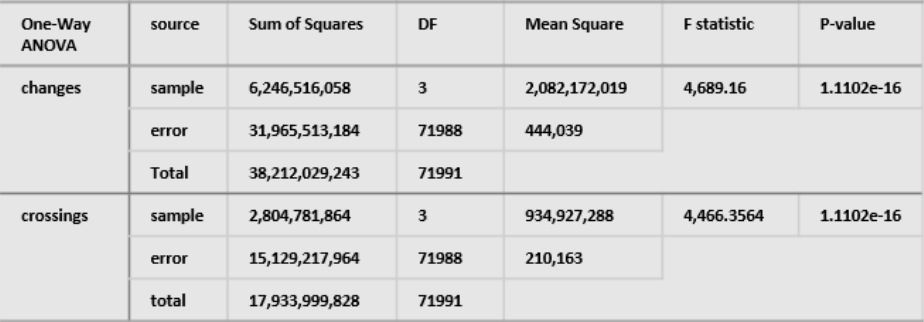 One-Way ANOVA source Sum of Squares DF Mean Square F statistic P-value
changes sample 6,246,516,058 3 2,082,172,019 4,689.16 1.1102e-16
error 31,965,513,184 71988 444,039
Total 38,212,029,243 71991
crossings sample 2,804,781,864 3 934,927,288 4,466.3564 1.1102e-16
error 15,129,217,964 71988 210,163
total 17,933,999,828 71991